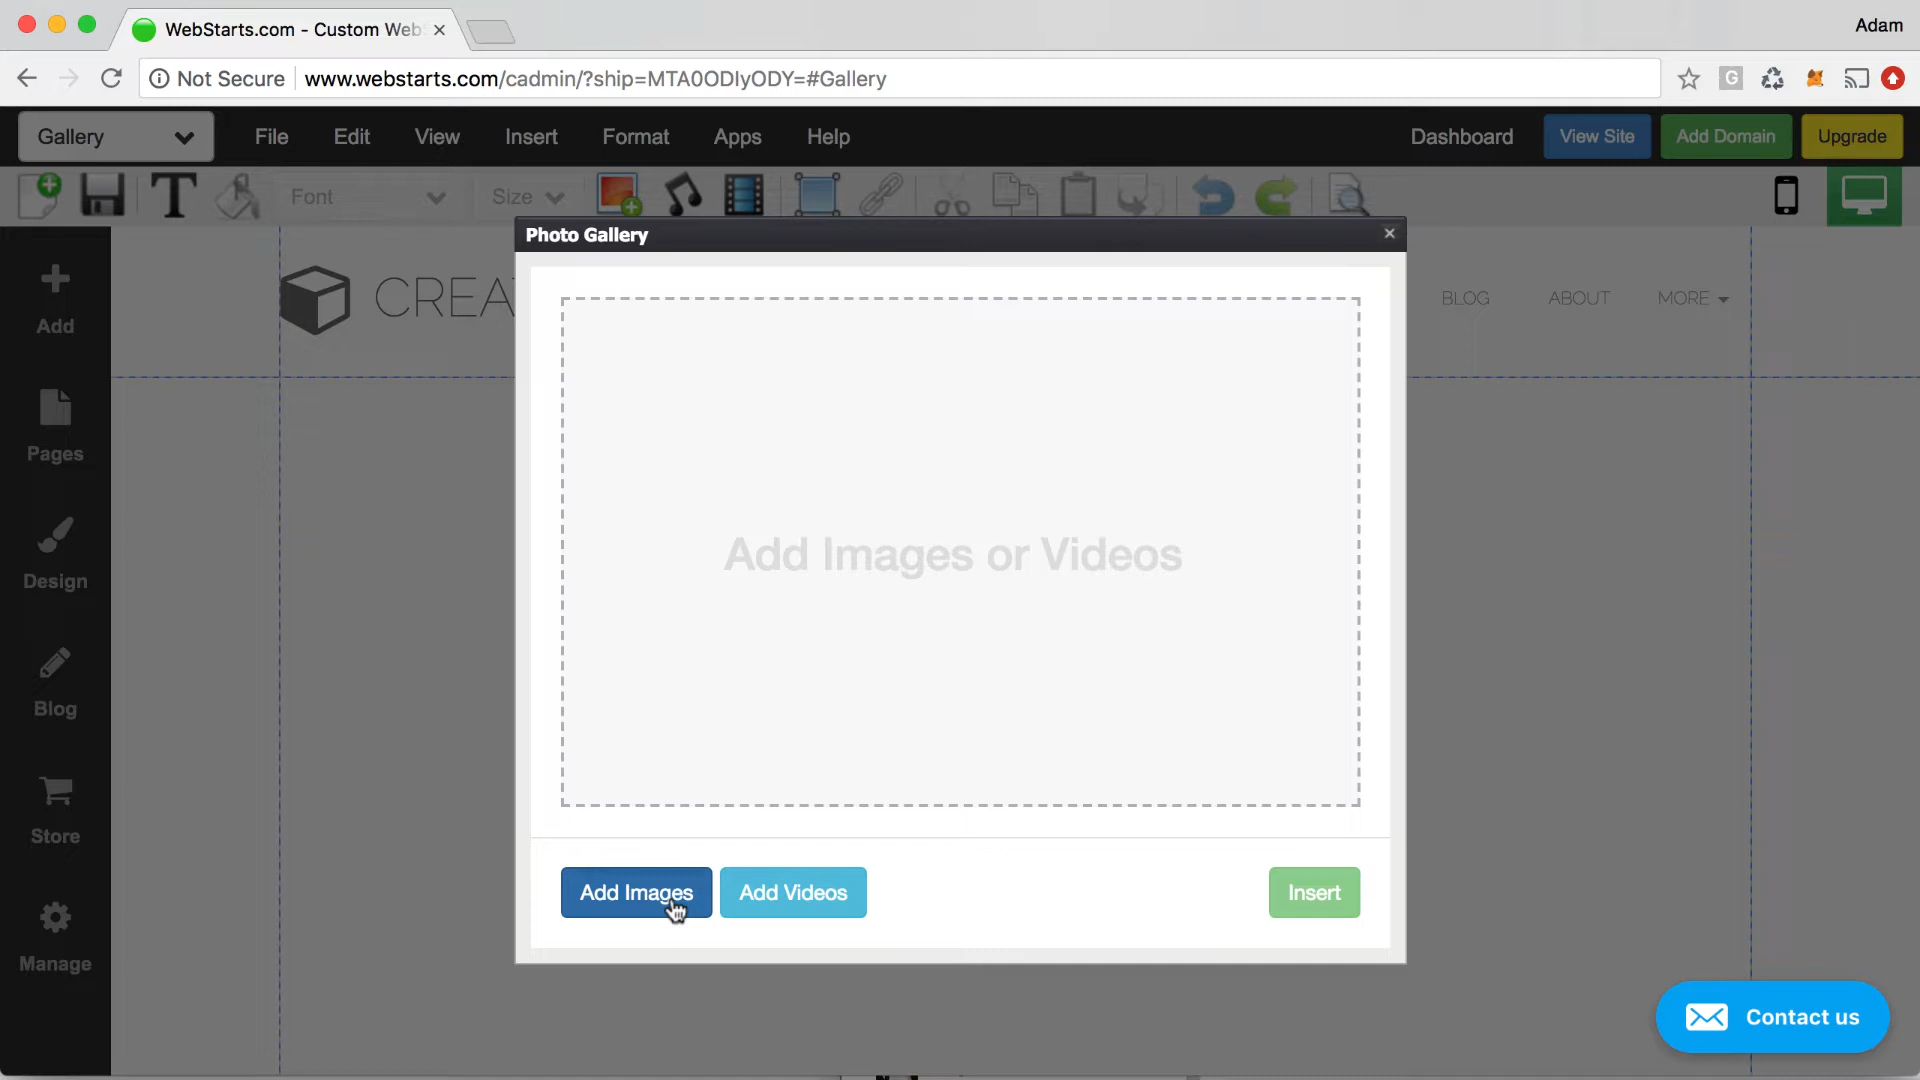 WebStarts.com - Custom Web
Adam
Not Secure
www.webstarts.com/cadmin/?ship=MTA0ODIyODY=#Gallery
G
Gallery
File
Edit
View
Insert
Format
Apps
Help
Dashboard
View Site
Add Domain
Upgrade
T
Font
Size
Photo Gallery
Add
CREA
BLOG
ABOUT
MORE
Pages
Design
Add Images or Videos
Blog
Store
Add Images
Add Videos
Insert
Manage
Contact us